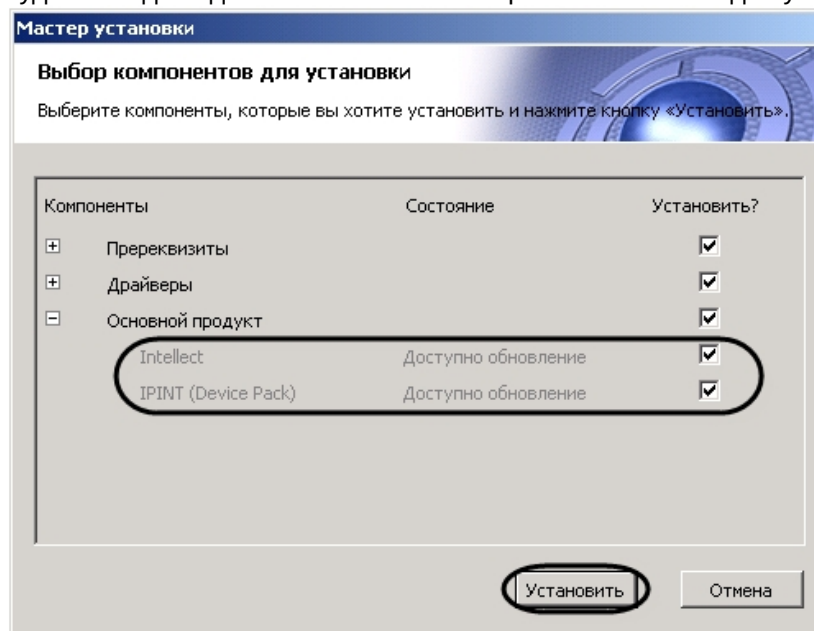 Мастер установки
Выбор компонентов для установки
Выберите компоненты, которые вы хотите установить и нажмите кнопку «Установить».
Компоненты Состояние Установить?
Пререквизиты
Драйверы
Основной продукт
Intellect Доступно обновление
IPINT (Device Pack) Доступно обновление
Установить Отмена